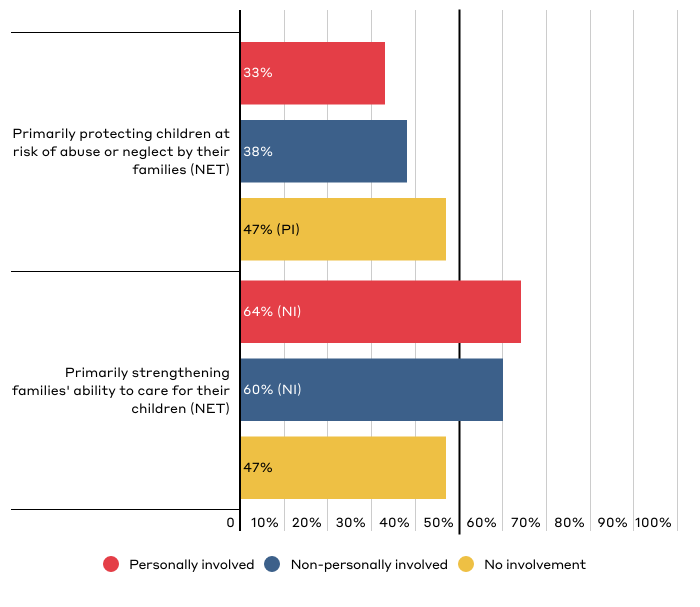 33%
Primarily protecting children at
risk of abuse or neglect by their
families (NET)
38%
47% (PI)
64% (NI)
Primarily strengthening
families' ability to care for their
children (NET)
60% (NI)
47%
0 10% 20% 30% 40% 50% 60% 70% 80% 90% 100%
Personally involved Non-personally involved No involvement